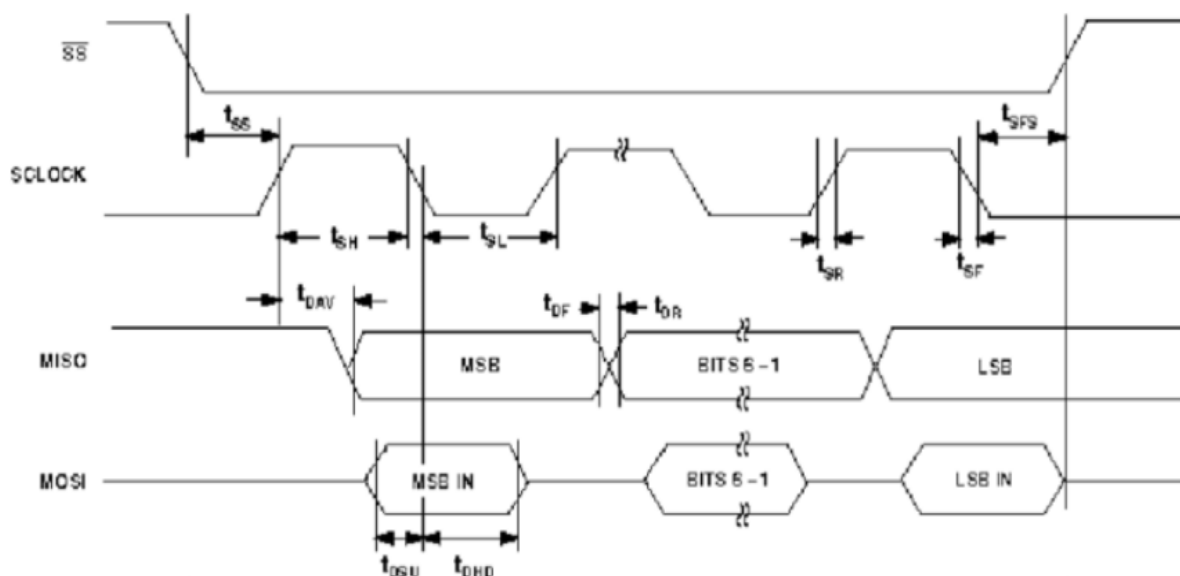 SS
tSS
tSFS
SCLOCK
tSH
tSL
tSR
tSF
tDAV
tDF
tDR
MISO
MSB
BITS 6 – 1
LSB
MOSI
MSB IN
BITS 6 – 1
LSB IN
tDSU
tDHD